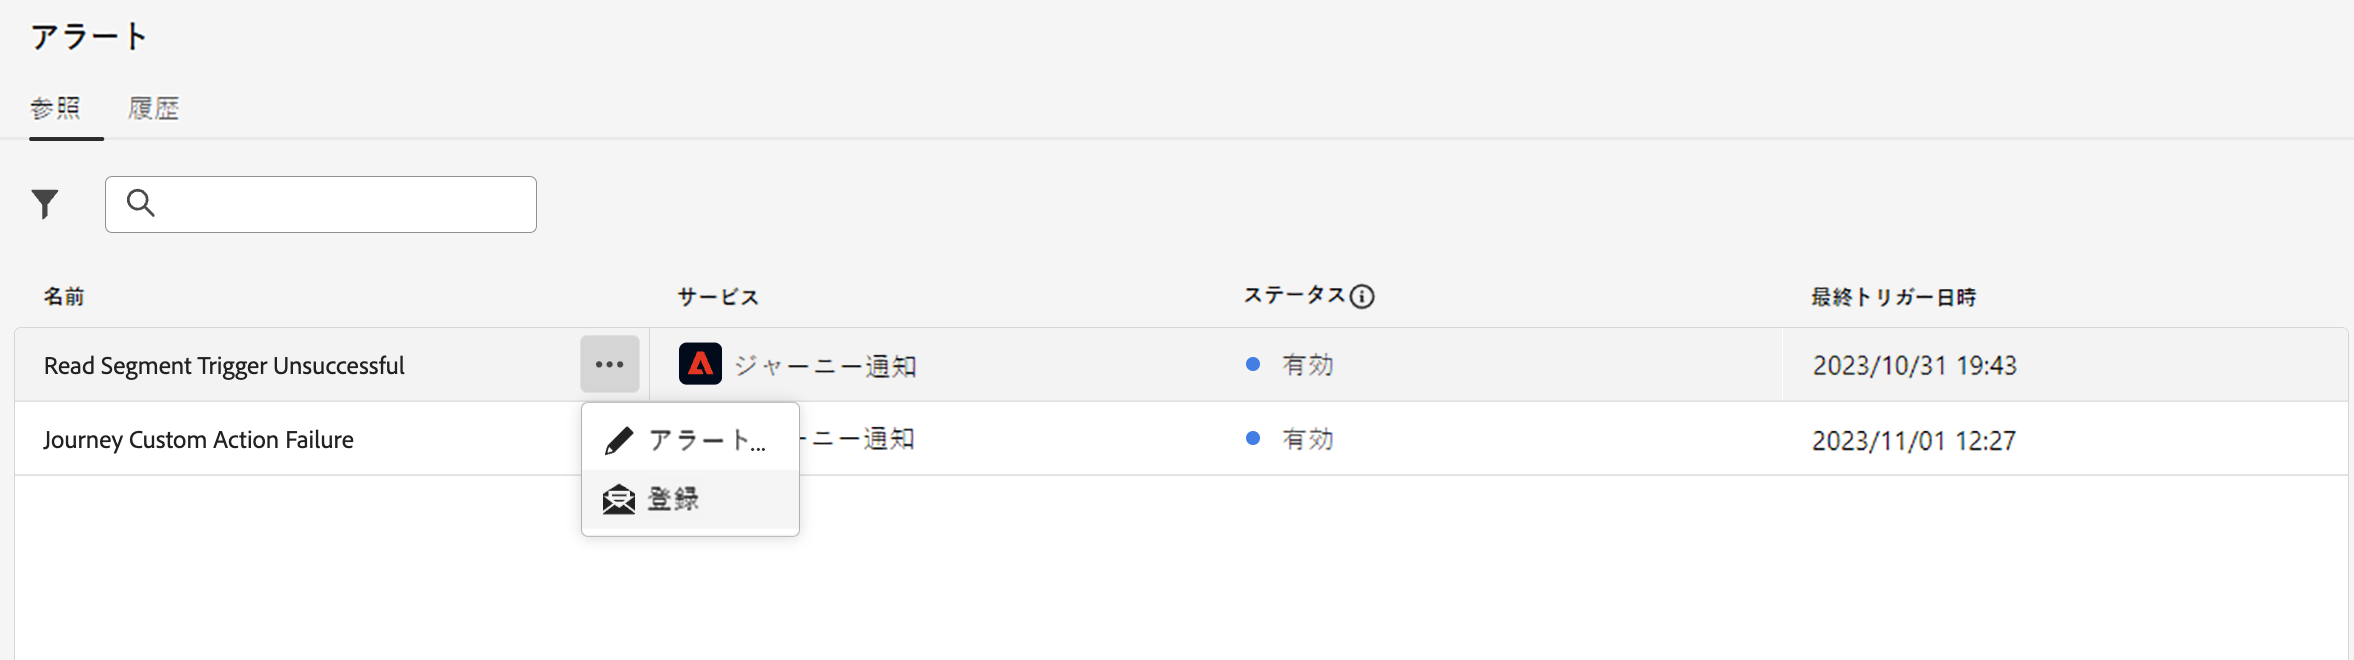 アラート
参照 履歴
名前 サービス ステータス 最終トリガー日時
Read Segment Trigger Unsuccessful ジャーニー通知 有効 2023/10/31 19:43
Journey Custom Action Failure ーニー通知 有効 2023/11/01 12:27
アラート...
登録